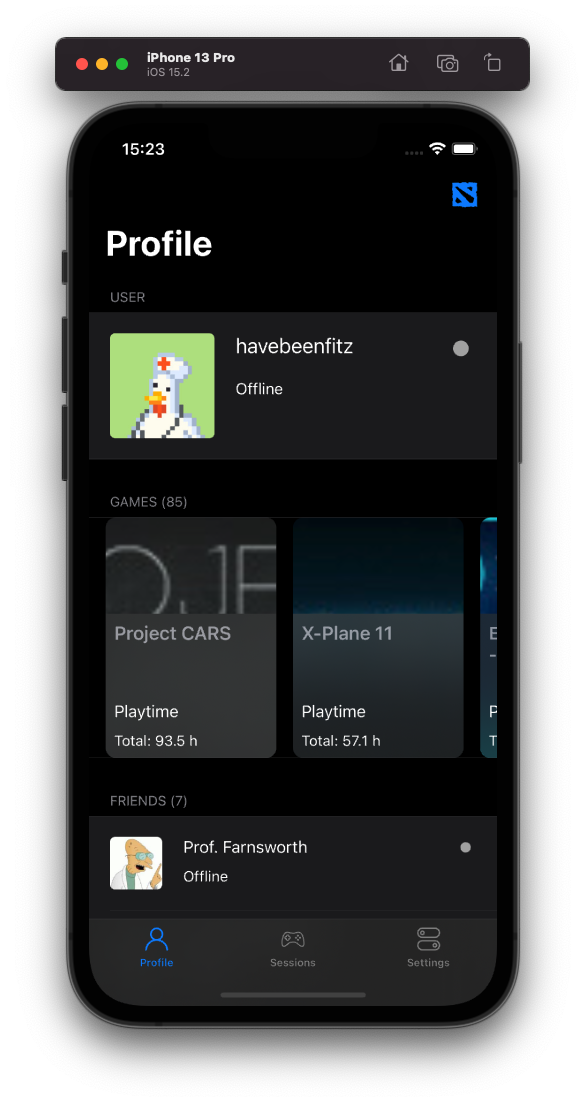 iPhone 13 Pro
iOS 15.2
15:23
Profile
USER
havebeenfitz
Offline
GAMES (85)
OJE
Project CARS
Playtime
Total: 93.5 h
X-Plane 11
Playtime
Total: 57.1 h
E
-
P
T
FRIENDS (7)
Prof. Farnsworth
Offline
Profile
Sessions
Settings